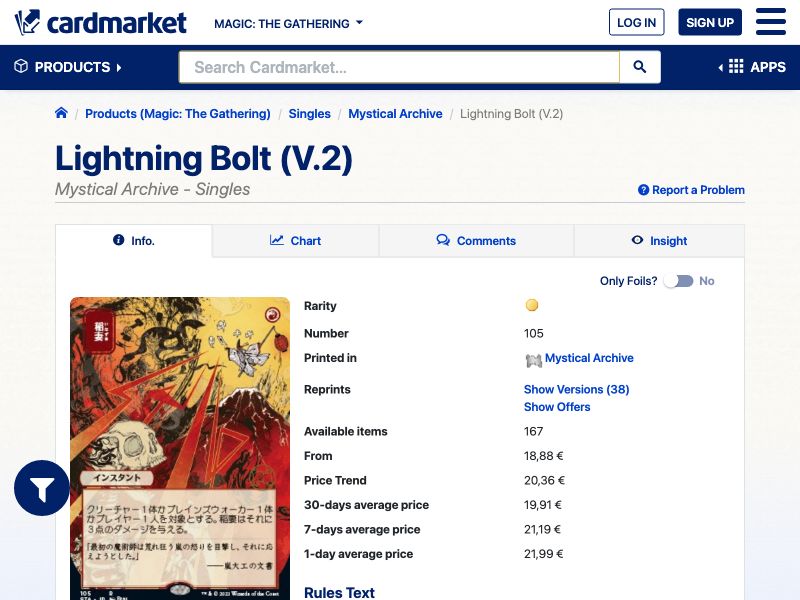 cardmarket
MAGIC: THE GATHERING
LOG IN
SIGN UP
PRODUCTS
Search Cardmarket...
APPS
Products (Magic: The Gathering) / Singles / Mystical Archive / Lightning Bolt (V.2)
Lightning Bolt (V.2)
Mystical Archive - Singles
Report a Problem
Info.
Chart
Comments
Insight
Only Foils? No
稲妻
インスタント
クリーチャー１体かプレインズウォーカー１体
かプレイヤー１人を対象とする。稲妻はそれに
３点のダメージを与える。
「最初の魔術師は荒れ狂う嵐の怒りを目撃し、それに応
えようとした。」
――嵐大工の文書
105 R
™ & © 2021 Wizards of the Coast
Rarity
Number 105
Printed in Mystical Archive
Reprints Show Versions (38)
Show Offers
Available items 167
From 18,88 €
Price Trend 20,36 €
30-days average price 19,91 €
7-days average price 21,19 €
1-day average price 21,99 €
Rules Text